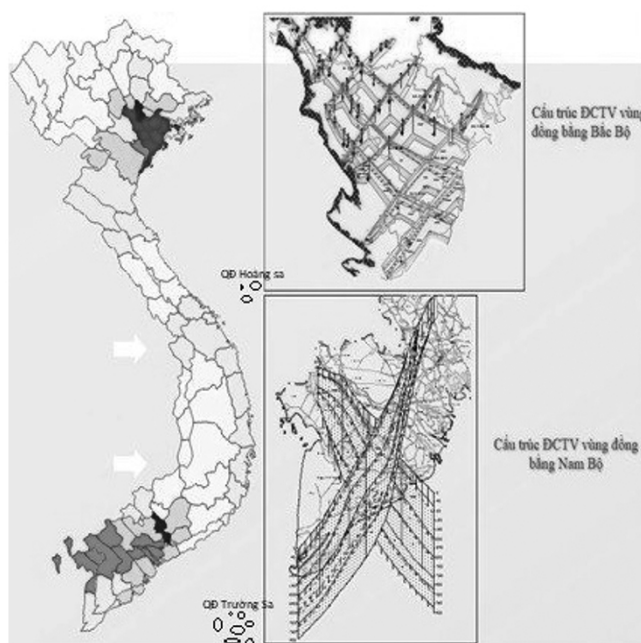 Cấu trúc ĐCTV vùng
đồng bằng Bắc Bộ
QĐ Hoàng sa
Cấu trúc ĐCTV vùng đồng
bằng Nam Bộ
QĐ Trường Sa